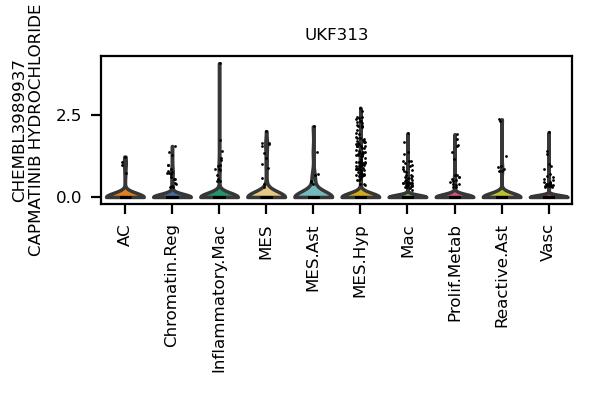 UKF313
CHEMBL3989937
CAPMATINIB HYDROCHLORIDE
2.5
0.0
AC
Chromatin.Reg
Inflammatory.Mac
MES
MES.Ast
MES.Hyp
Mac
Prolif.Metab
Reactive.Ast
Vasc